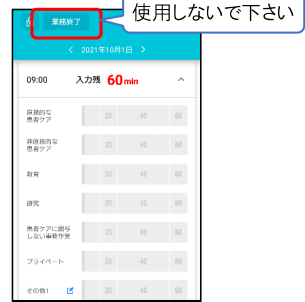 使用しないで下さい
業務終了
< 2021年10月1日 >
09:00 入力残 60 min
直接的な
患者ケア 20 40 60
非直接的な
患者ケア 20 40 60
教育 20 40 60
研究 20 40 60
患者ケアに関与
しない事務作業 20 40 60
プライベート 20 40 60
その他1 20 40 60